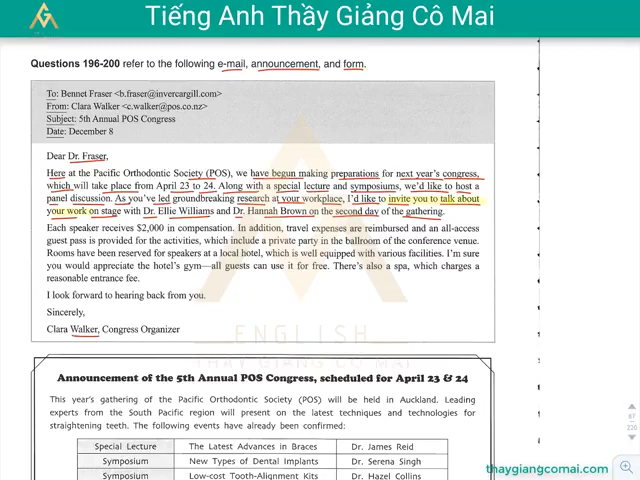 Tiếng Anh Thầy Giảng Cô Mai
Questions 196-200 refer to the following e-mail, announcement, and form.
To: Bennet Fraser <b.fraser@invercargill.com>
From: Clara Walker <c.walker@pos.co.nz>
Subject: 5th Annual POS Congress
Date: December 8
Dear Dr. Fraser,
Here at the Pacific Orthodontic Society (POS), we have begun making preparations for next year's congress,
which will take place from April 23 to 24. Along with a special lecture and symposiums, we'd like to host a
panel discussion. As you've led groundbreaking research at your workplace, I'd like to invite you to talk about
your work on stage with Dr. Ellie Williams and Dr. Hannah Brown on the second day of the gathering.
Each speaker receives $2,000 in compensation. In addition, travel expenses are reimbursed and an all-access
guest pass is provided for the activities, which include a private party in the ballroom of the conference venue.
Rooms have been reserved for speakers at a local hotel, which is well equipped with various facilities. I'm sure
you would appreciate the hotel's gym—all guests can use it for free. There's also a spa, which charges a
reasonable entrance fee.
I look forward to hearing back from you.
Sincerely,
Clara Walker, Congress Organizer
ENGLISH
THAY GIANG CO MAI
Announcement of the 5th Annual POS Congress, scheduled for April 23 & 24
This year's gathering of the Pacific Orthodontic Society (POS) will be held in Auckland. Leading
experts from the South Pacific region will present on the latest techniques and technologies for
straightening teeth. The following events have already been confirmed:
Special Lecture The Latest Advances in Braces Dr. James Reid
Symposium New Types of Dental Implants Dr. Serena Singh
Symposium Low-cost Tooth-Alignment Kits Dr. Hazel Collins
67
220
thaygiangcomai.com